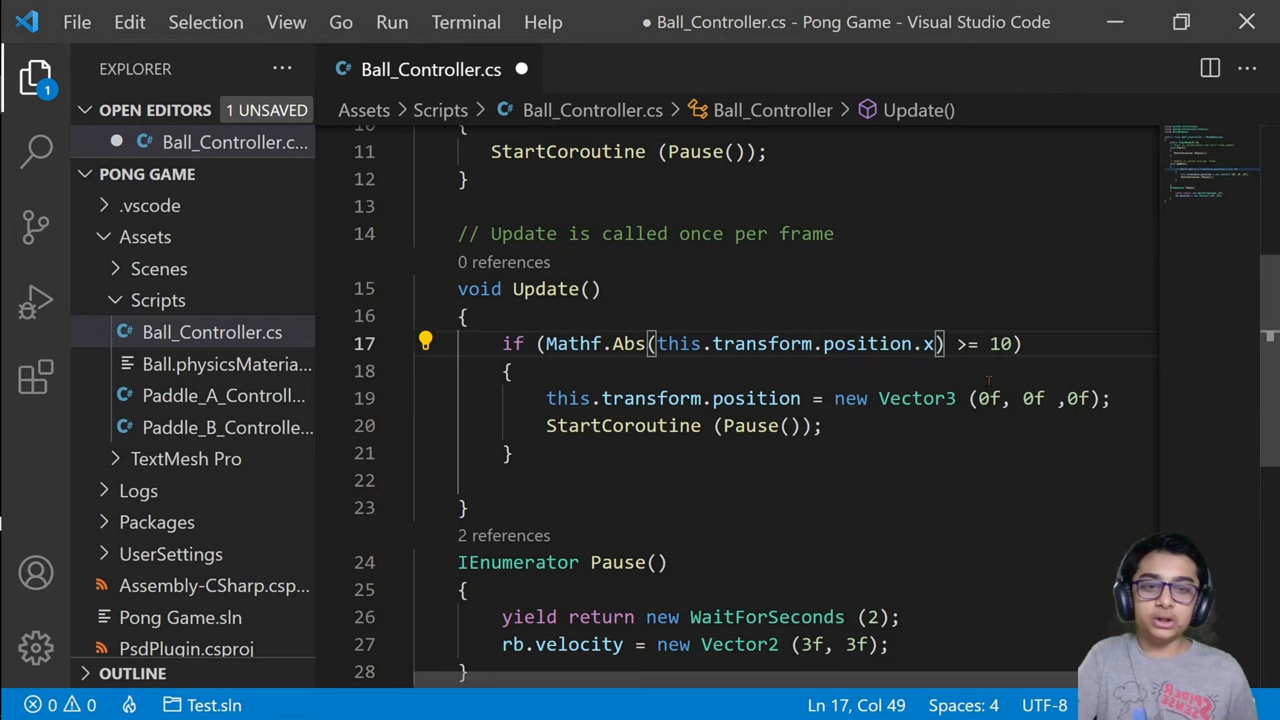 File Edit Selection View Go Run Terminal Help ● Ball_Controller.cs - Pong Game - Visual Studio Code
EXPLORER ···
Ball_Controller.cs
1
OPEN EDITORS 1 UNSAVED
Assets > Scripts > Ball_Controller.cs > Ball_Controller > Update()
Ball_Controller.c...
PONG GAME
.vscode
Assets
Scenes
Scripts
Ball_Controller.cs
Ball.physicsMateria...
Paddle_A_Controll...
Paddle_B_Controlle...
TextMesh Pro
Logs
Packages
UserSettings
Assembly-CSharp.csp...
Pong Game.sln
PsdPlugin.csproj
OUTLINE
{
11 StartCoroutine (Pause());
12 }
13
14 // Update is called once per frame
0 references
15 void Update()
16 {
17 if (Mathf.Abs(this.transform.position.x) >= 10)
18 {
19 this.transform.position = new Vector3 (0f, 0f ,0f);
20 StartCoroutine (Pause());
21 }
22
23 }
2 references
24 IEnumerator Pause()
25 {
26 yield return new WaitForSeconds (2);
27 rb.velocity = new Vector2 (3f, 3f);
28 }
0 0 Test.sln Ln 17, Col 49 Spaces: 4 UTF-8